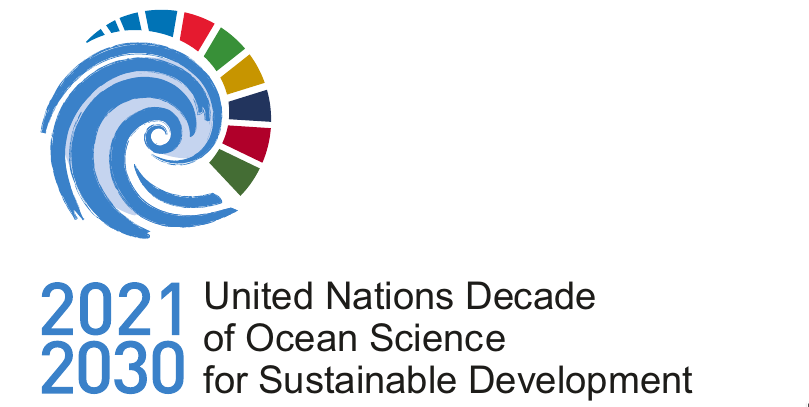 2021
2030
United Nations Decade
of Ocean Science
for Sustainable Development